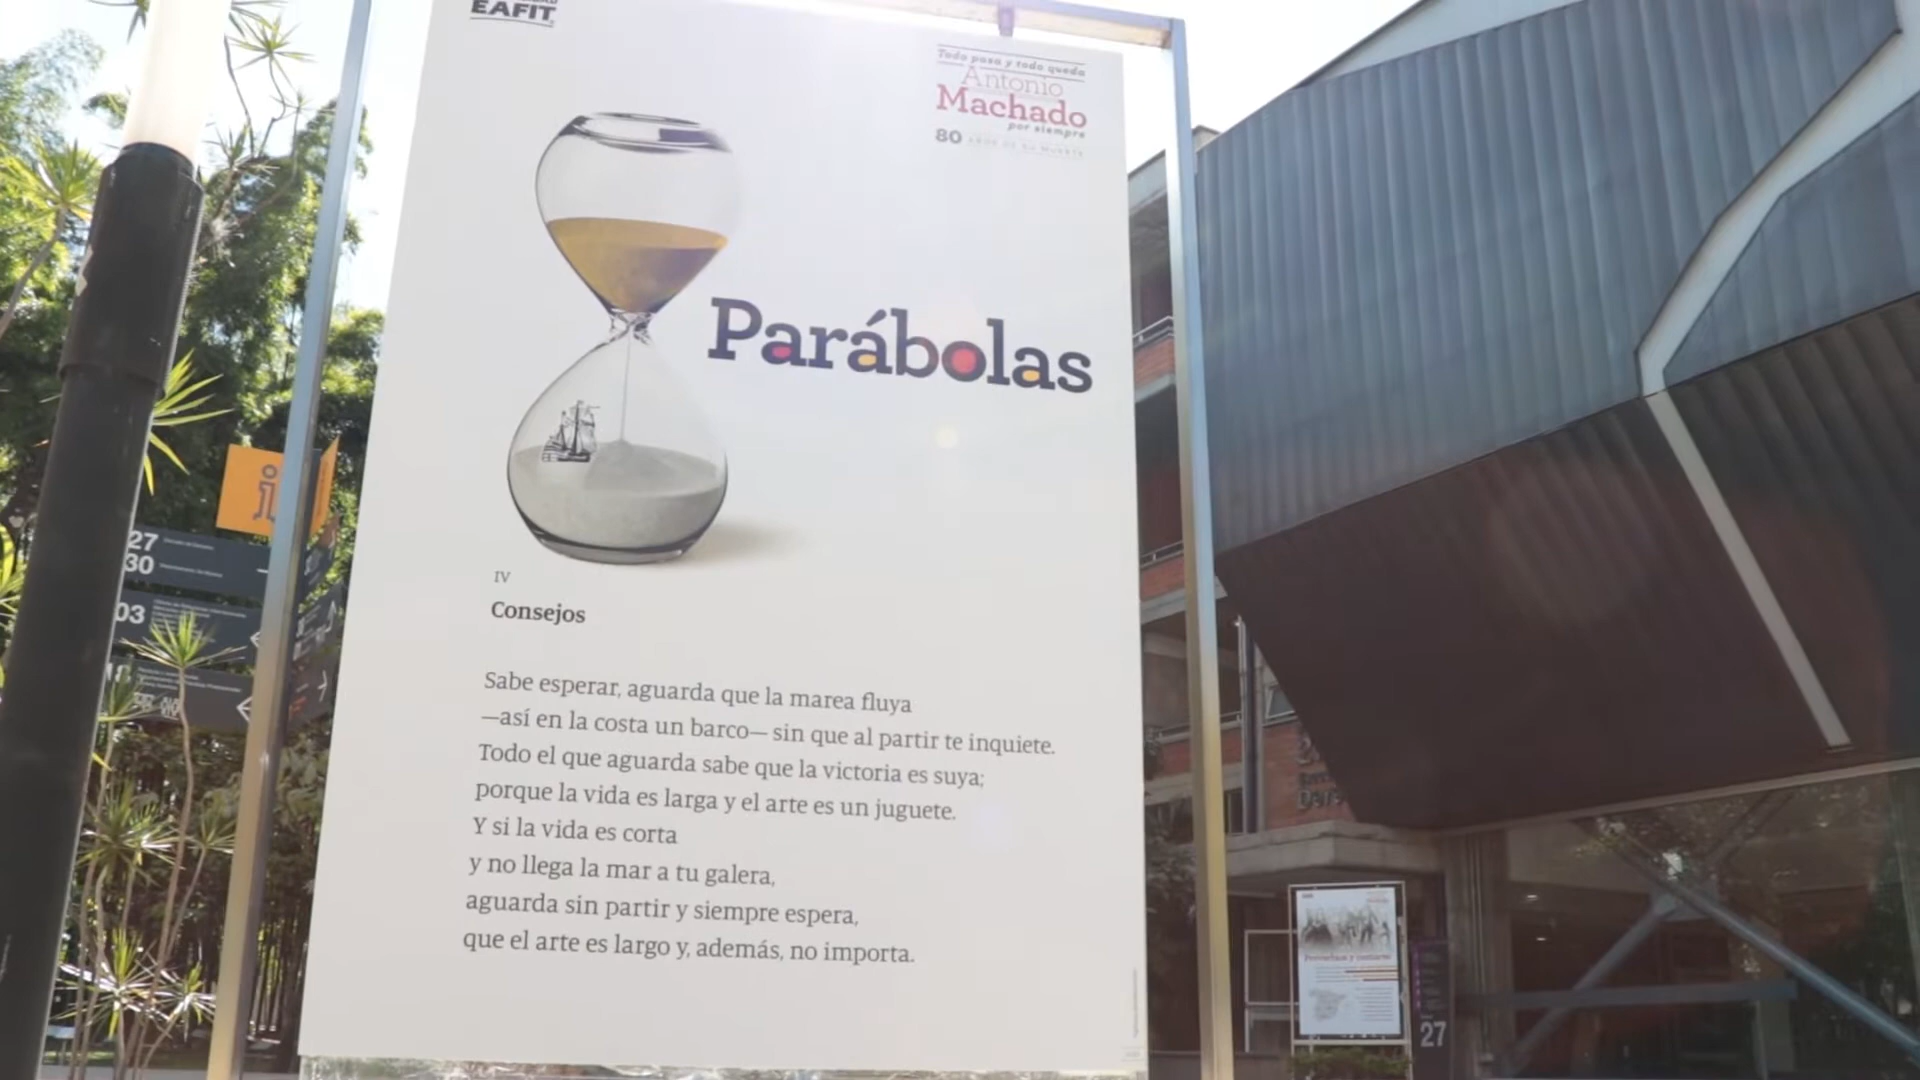 EAFIT
Todo pasa y todo queda
Antonio
Machado
por siempre
80 AÑOS DE SU MUERTE
Parábolas
IV
Consejos
Sabe esperar, aguarda que la marea fluya
—así en la costa un barco— sin que al partir te inquiete.
Todo el que aguarda sabe que la victoria es suya;
porque la vida es larga y el arte es un juguete.
Y si la vida es corta
y no llega la mar a tu galera,
aguarda sin partir y siempre espera,
que el arte es largo y, además, no importa.
i
27
30
03
18
Proverbios y cantares
27